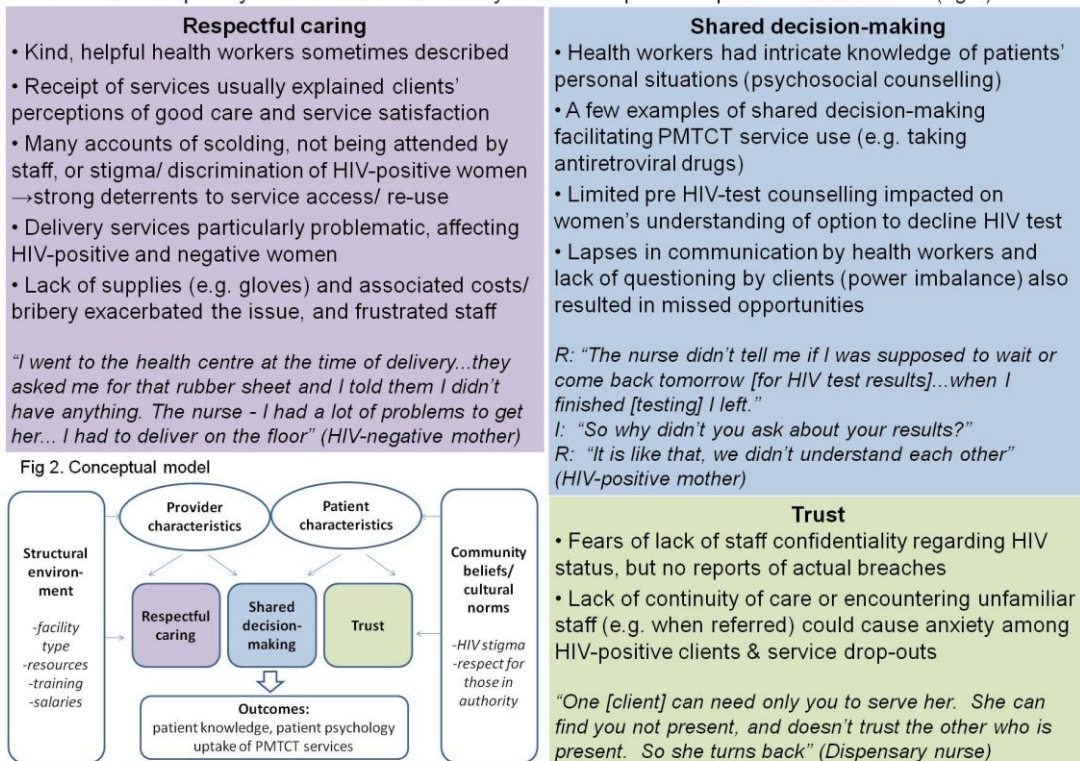 Respectful caring
• Kind, helpful health workers sometimes described
• Receipt of services usually explained clients'
perceptions of good care and service satisfaction
• Many accounts of scolding, not being attended by
staff, or stigma/ discrimination of HIV-positive women
→strong deterrents to service access/ re-use
• Delivery services particularly problematic, affecting
HIV-positive and negative women
• Lack of supplies (e.g. gloves) and associated costs/
bribery exacerbated the issue, and frustrated staff
"I went to the health centre at the time of delivery...they
asked me for that rubber sheet and I told them I didn't
have anything. The nurse - I had a lot of problems to get
her... I had to deliver on the floor" (HIV-negative mother)
Fig 2. Conceptual model
Provider
characteristics
Patient
characteristics
Structural
environ-
ment
-facility
type
-resources
-training
-salaries
Respectful
caring
Shared
decision-
making
Trust
Community
beliefs/
cultural
norms
-HIV stigma
-respect for
those in
authority
Outcomes:
patient knowledge, patient psychology
uptake of PMTCT services
Shared decision-making
• Health workers had intricate knowledge of patients'
personal situations (psychosocial counselling)
• A few examples of shared decision-making
facilitating PMTCT service use (e.g. taking
antiretroviral drugs)
• Limited pre HIV-test counselling impacted on
women's understanding of option to decline HIV test
• Lapses in communication by health workers and
lack of questioning by clients (power imbalance) also
resulted in missed opportunities
R: "The nurse didn't tell me if I was supposed to wait or
come back tomorrow [for HIV test results]...when I
finished [testing] I left."
I: "So why didn't you ask about your results?"
R: "It is like that, we didn't understand each other"
(HIV-positive mother)
Trust
• Fears of lack of staff confidentiality regarding HIV
status, but no reports of actual breaches
• Lack of continuity of care or encountering unfamiliar
staff (e.g. when referred) could cause anxiety among
HIV-positive clients & service drop-outs
"One [client] can need only you to serve her. She can
find you not present, and doesn't trust the other who is
present. So she turns back" (Dispensary nurse)